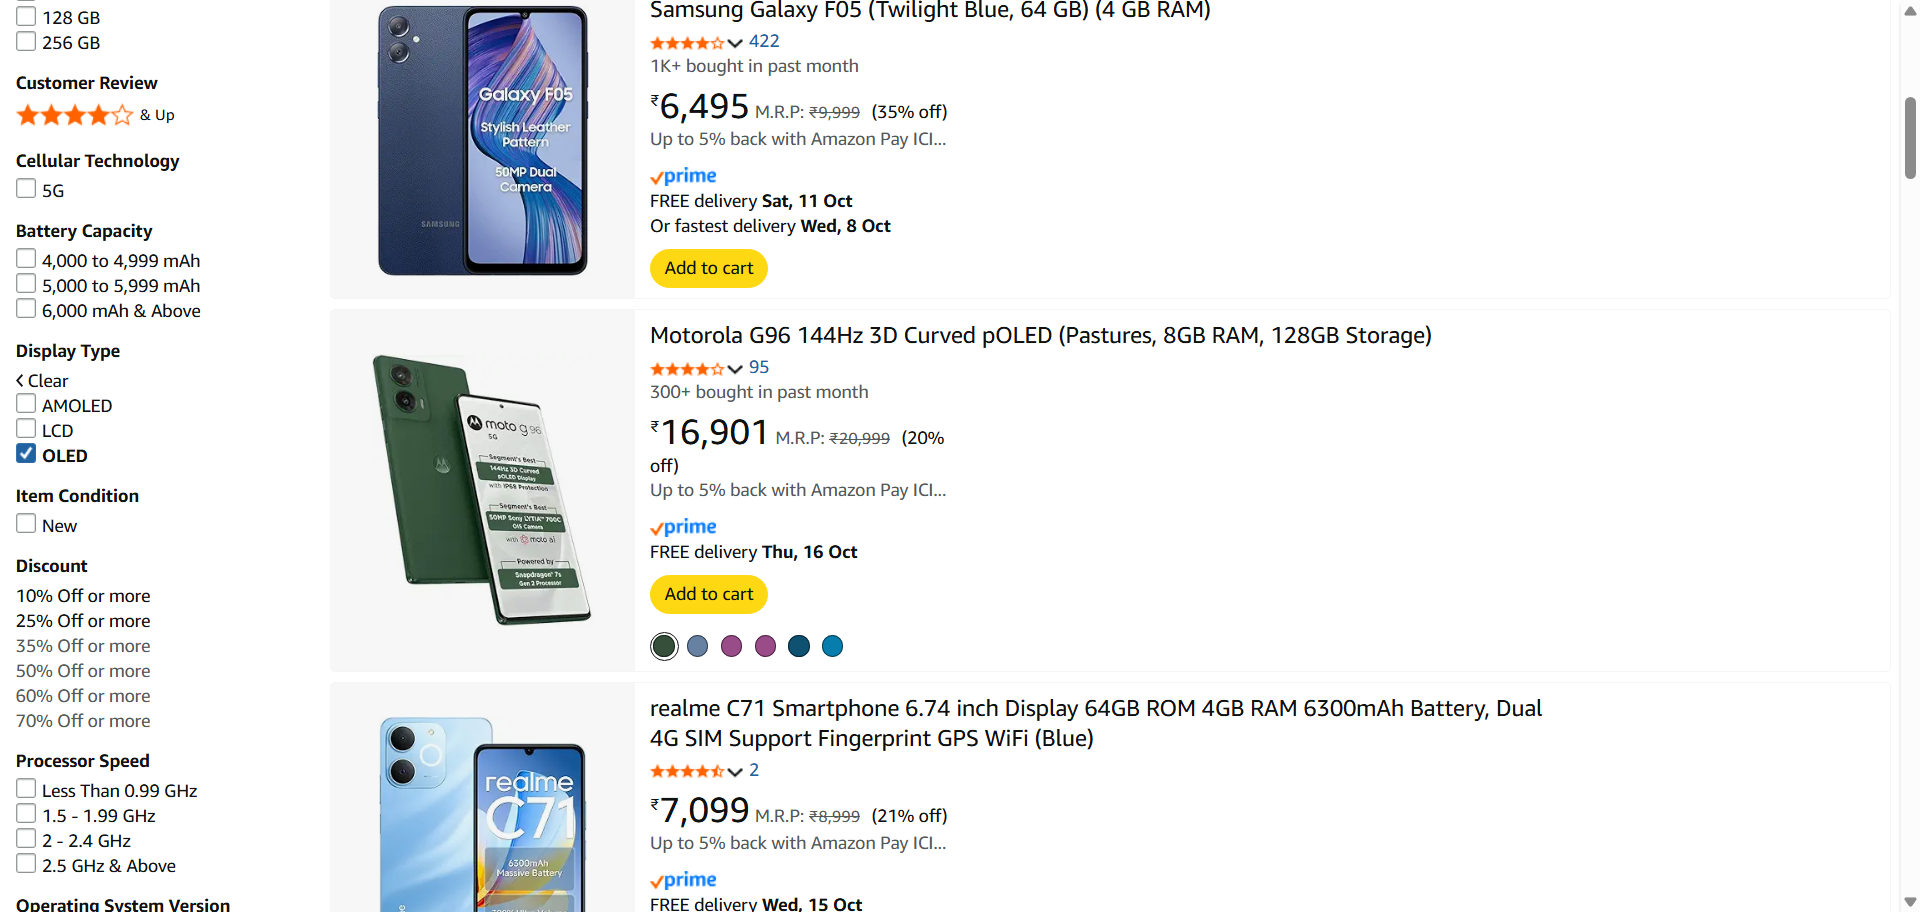 128 GB
256 GB
Customer Review
& Up
Cellular Technology
5G
Battery Capacity
4,000 to 4,999 mAh
5,000 to 5,999 mAh
6,000 mAh & Above
Display Type
Clear
AMOLED
LCD
OLED
Item Condition
New
Discount
10% Off or more
25% Off or more
35% Off or more
50% Off or more
60% Off or more
70% Off or more
Processor Speed
Less Than 0.99 GHz
1.5 - 1.99 GHz
2 - 2.4 GHz
2.5 GHz & Above
Operating System Version
Galaxy F05
Stylish Leather
Pattern
50MP Dual
Camera
SAMSUNG
Samsung Galaxy F05 (Twilight Blue, 64 GB) (4 GB RAM)
422
1K+ bought in past month
₹6,495 M.R.P: ₹9,999 (35% off)
Up to 5% back with Amazon Pay ICI...
prime
FREE delivery Sat, 11 Oct
Or fastest delivery Wed, 8 Oct
Add to cart
moto g96
5G
Segment's Best
144Hz 3D Curved
pOLED Display
with IP68 Protection
Segment's Best
50MP Sony LYTIA™ 700C
OIS Camera
with moto ai
Powered by
Snapdragon® 7s
Gen 2 Processor
Motorola G96 144Hz 3D Curved pOLED (Pastures, 8GB RAM, 128GB Storage)
95
300+ bought in past month
₹16,901 M.R.P: ₹20,999 (20%
off)
Up to 5% back with Amazon Pay ICI...
prime
FREE delivery Thu, 16 Oct
Add to cart
realme
C71
6300mAh
Massive Battery
realme C71 Smartphone 6.74 inch Display 64GB ROM 4GB RAM 6300mAh Battery, Dual
4G SIM Support Fingerprint GPS WiFi (Blue)
2
₹7,099 M.R.P: ₹8,999 (21% off)
Up to 5% back with Amazon Pay ICI...
prime
FREE delivery Wed, 15 Oct